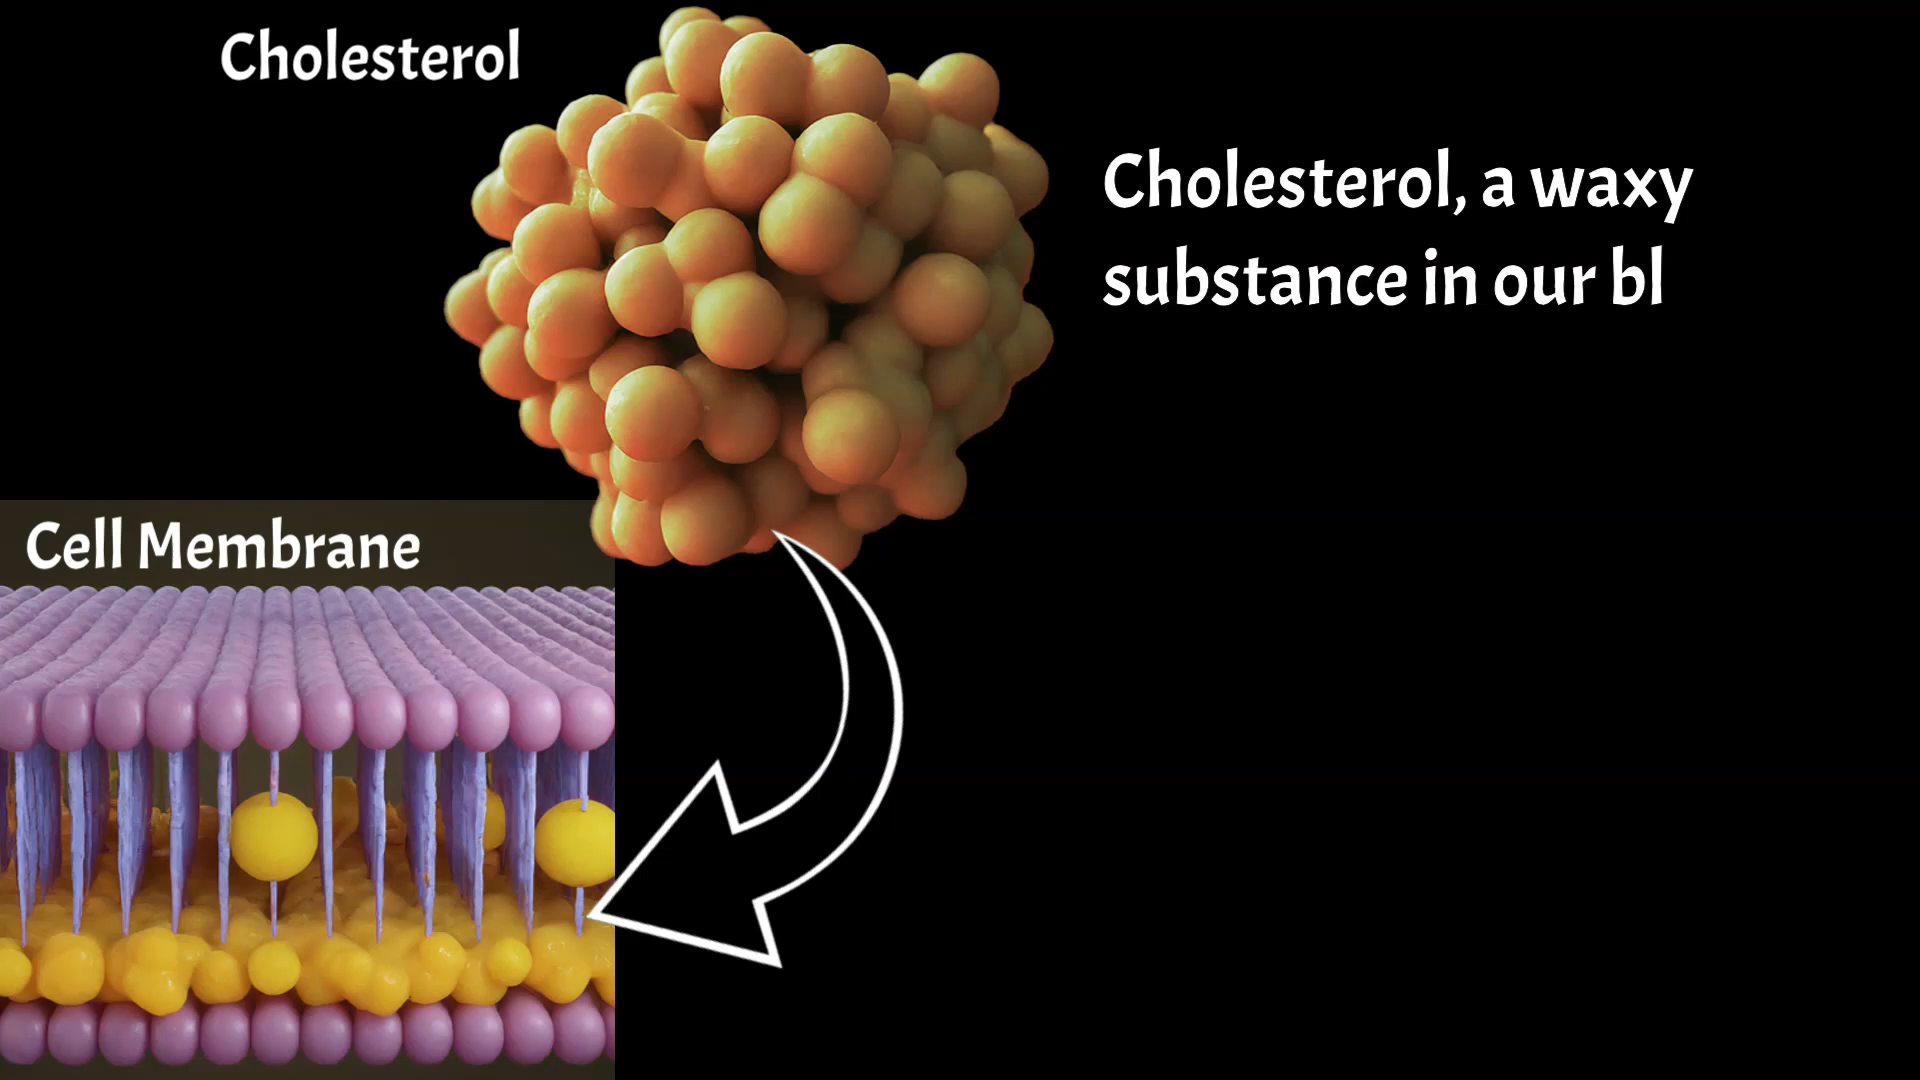 Cholesterol
Cholesterol, a waxy
substance in our bl
Cell Membrane